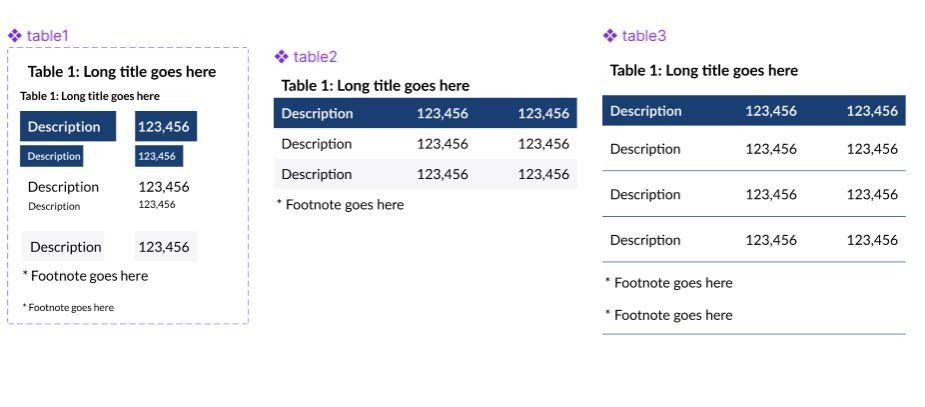 table1
Table 1: Long title goes here
Table 1: Long title goes here
Description 123,456
Description 123,456
Description 123,456
Description 123,456
Description 123,456
* Footnote goes here
* Footnote goes here
table2
Table 1: Long title goes here
Description 123,456 123,456
Description 123,456 123,456
Description 123,456 123,456
* Footnote goes here
table3
Table 1: Long title goes here
Description 123,456 123,456
Description 123,456 123,456
Description 123,456 123,456
Description 123,456 123,456
* Footnote goes here
* Footnote goes here